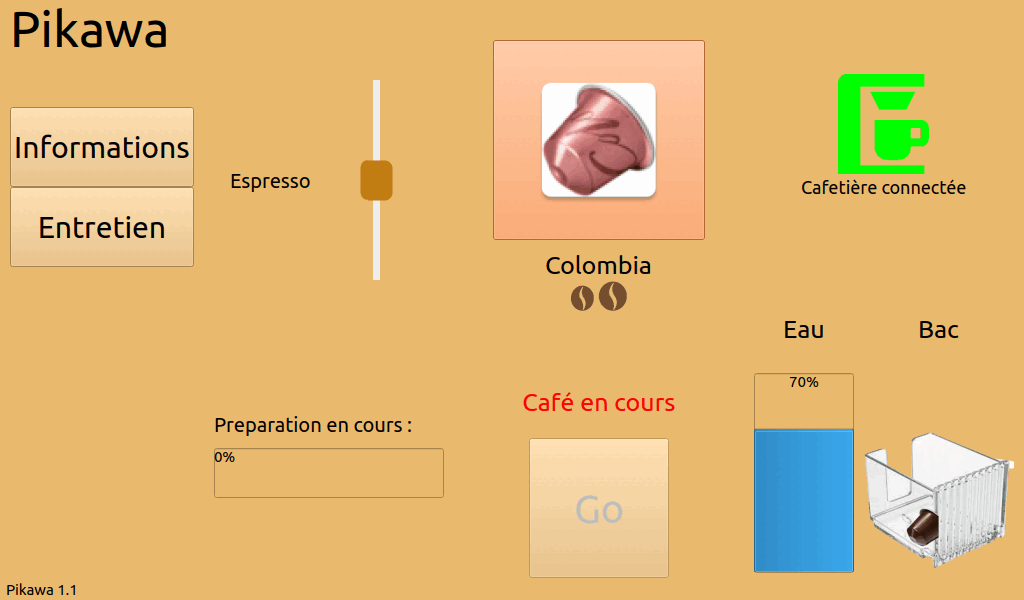 Pikawa
Informations
Entretien
Espresso
Colombia
Cafetière connectée
Eau
Bac
70%
Café en cours
Preparation en cours :
0%
Go
Pikawa 1.1